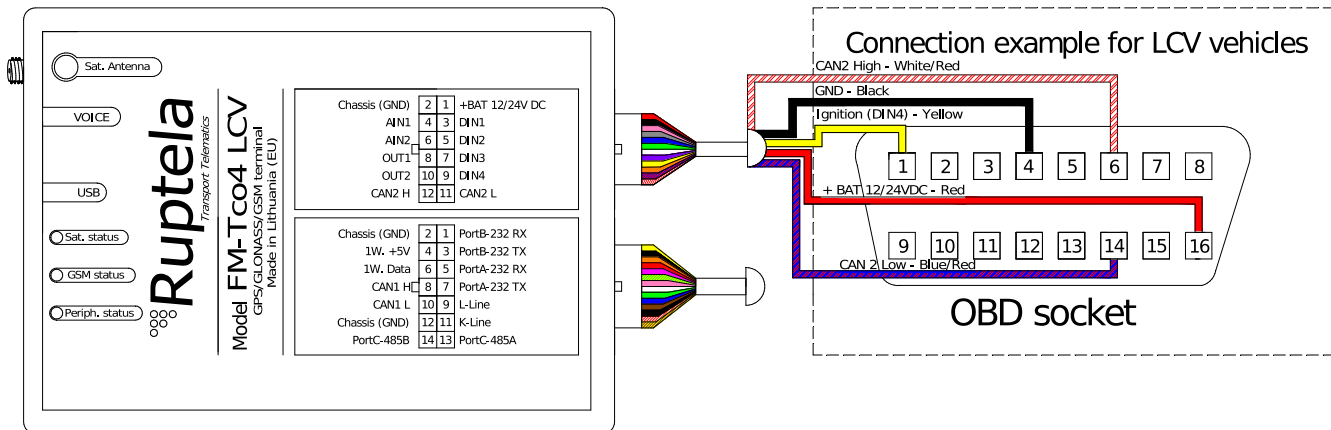 Sat. Antenna
VOICE
USB
Sat. status
GSM status
Periph. status
Ruptela
Transport Telematics
Model FM-Tco4 LCV
GPS/GLONASS/GSM terminal
Made in Lithuania (EU)
Chassis (GND) 2 1 +BAT 12/24V DC
AIN1 4 3 DIN1
AIN2 6 5 DIN2
OUT1 8 7 DIN3
OUT2 10 9 DIN4
CAN2 H 12 11 CAN2 L
Chassis (GND) 2 1 PortB-232 RX
1W. +5V 4 3 PortB-232 TX
1W. Data 6 5 PortA-232 RX
CAN1 H 8 7 PortA-232 TX
CAN1 L 10 9 L-Line
Chassis (GND) 12 11 K-Line
PortC-485B 14 13 PortC-485A
Connection example for LCV vehicles
CAN2 High - White/Red
GND - Black
Ignition (DIN4) - Yellow
1 2 3 4 5 6 7 8
+ BAT 12/24VDC - Red
9 10 11 12 13 14 15 16
CAN 2 Low - Blue/Red
OBD socket